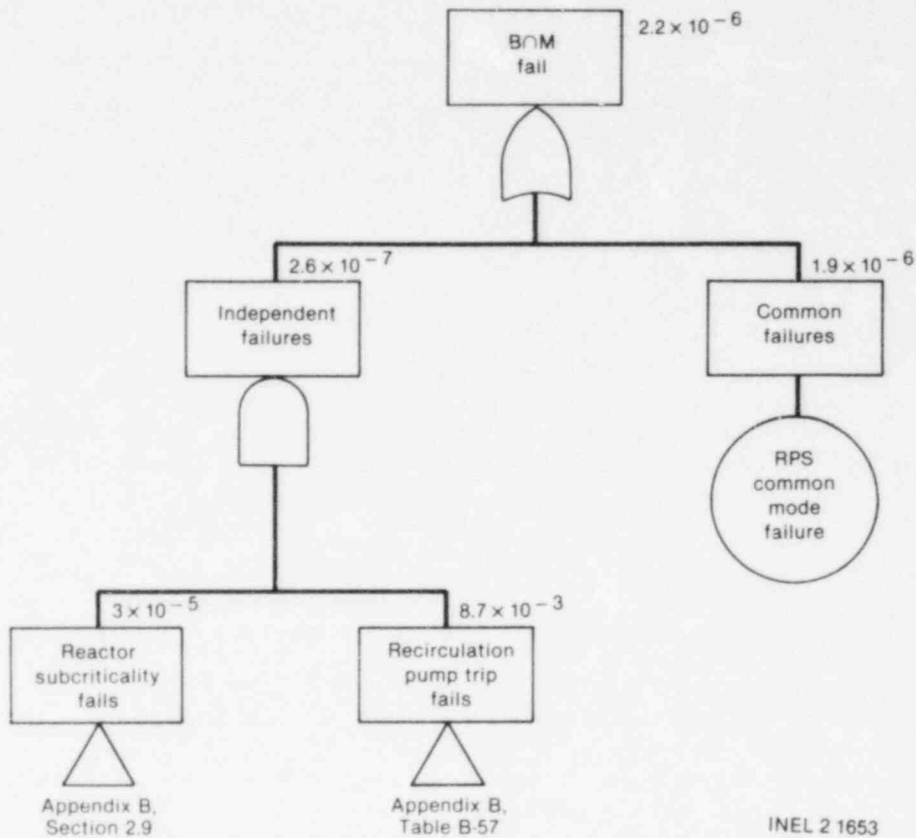 B∩M
fail
2.2 × 10⁻⁶
2.6 × 10⁻⁷
Independent
failures
1.9 × 10⁻⁶
Common
failures
RPS
common
mode
failure
3 × 10⁻⁵
Reactor
subcriticality
fails
8.7 × 10⁻³
Recirculation
pump trip
fails
Appendix B,
Section 2.9
Appendix B,
Table B-57
INEL 2 1653